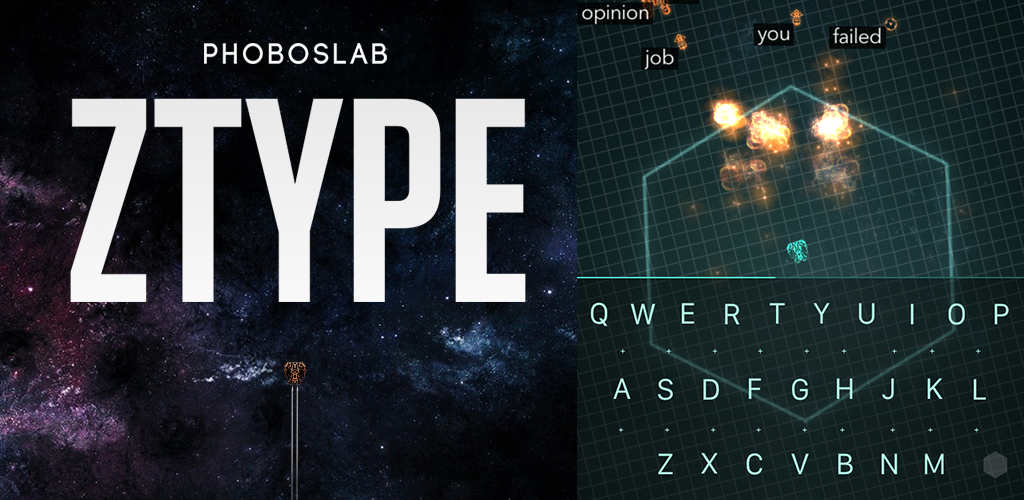 PHOBOSLAB
ZTYPE
opinion
you
failed
job
Q W E R T Y U I O P
A S D F G H J K L
Z X C V B N M